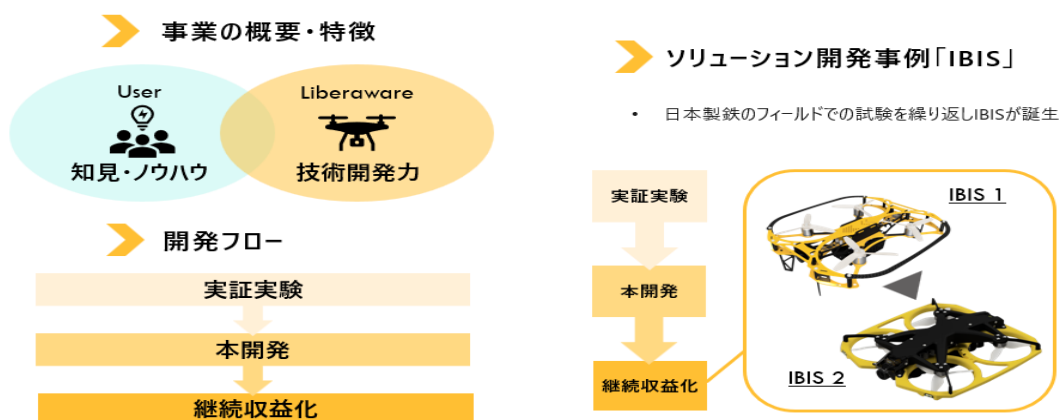 事業の概要・特徴
User
Liberaware
知見・ノウハウ
技術開発力
開発フロー
実証実験
本開発
継続収益化
ソリューション開発事例「IBIS」
• 日本製鉄のフィールドでの試験を繰り返しIBISが誕生
実証実験
本開発
継続収益化
IBIS 1
IBIS 2